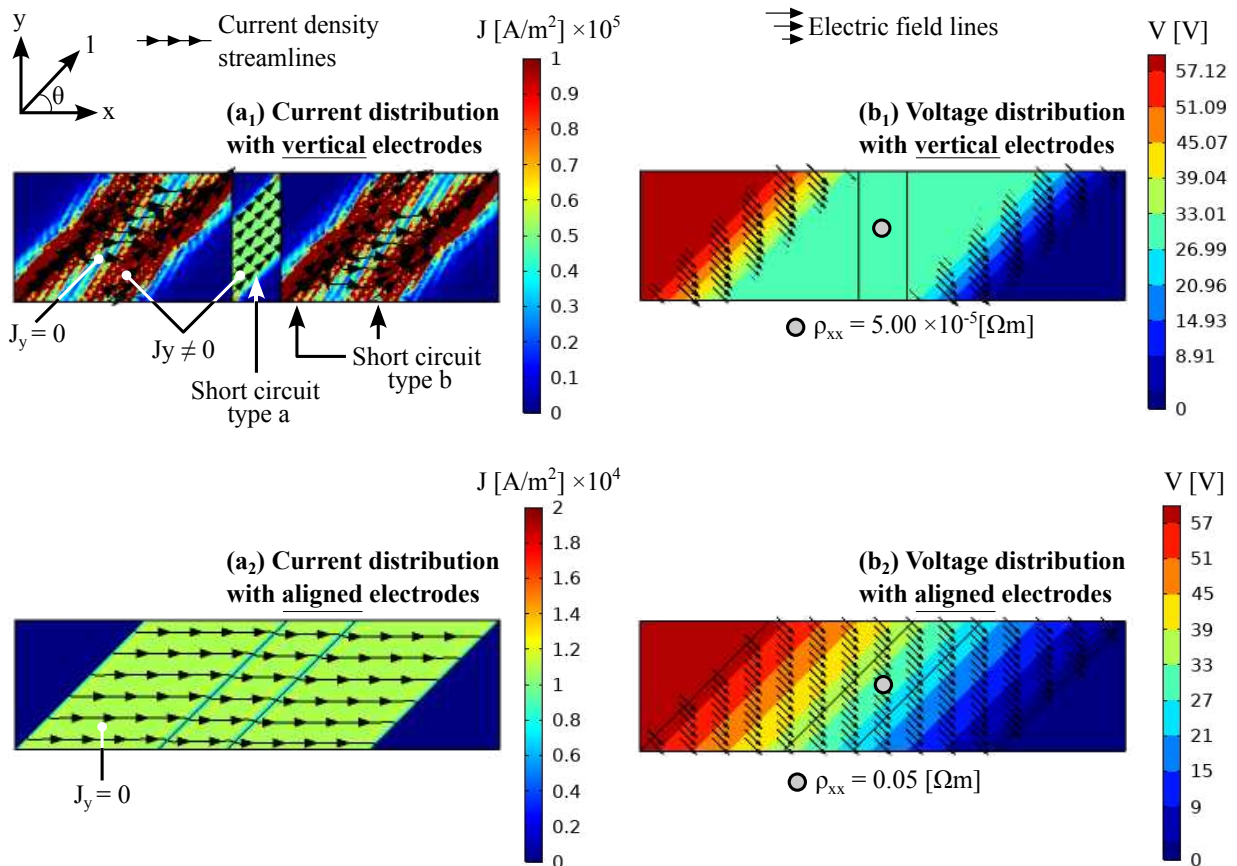 y
1
θ
x
Current density
streamlines
J [A/m²] ×10⁵
Electric field lines
V [V]
(a₁) Current distribution
with vertical electrodes
1
0.9
0.8
0.7
0.6
0.5
0.4
0.3
0.2
0.1
0
(b₁) Voltage distribution
with vertical electrodes
57.12
51.09
45.07
39.04
33.01
26.99
20.96
14.93
8.91
0
J_y = 0
Jy ≠ 0
Short circuit
type a
Short circuit
type b
ρ_xx = 5.00 ×10⁻⁵[Ωm]
J [A/m²] ×10⁴
V [V]
(a₂) Current distribution
with aligned electrodes
2
1.8
1.6
1.4
1.2
1
0.8
0.6
0.4
0.2
0
(b₂) Voltage distribution
with aligned electrodes
57
51
45
39
33
27
21
15
9
0
J_y = 0
ρ_xx = 0.05 [Ωm]